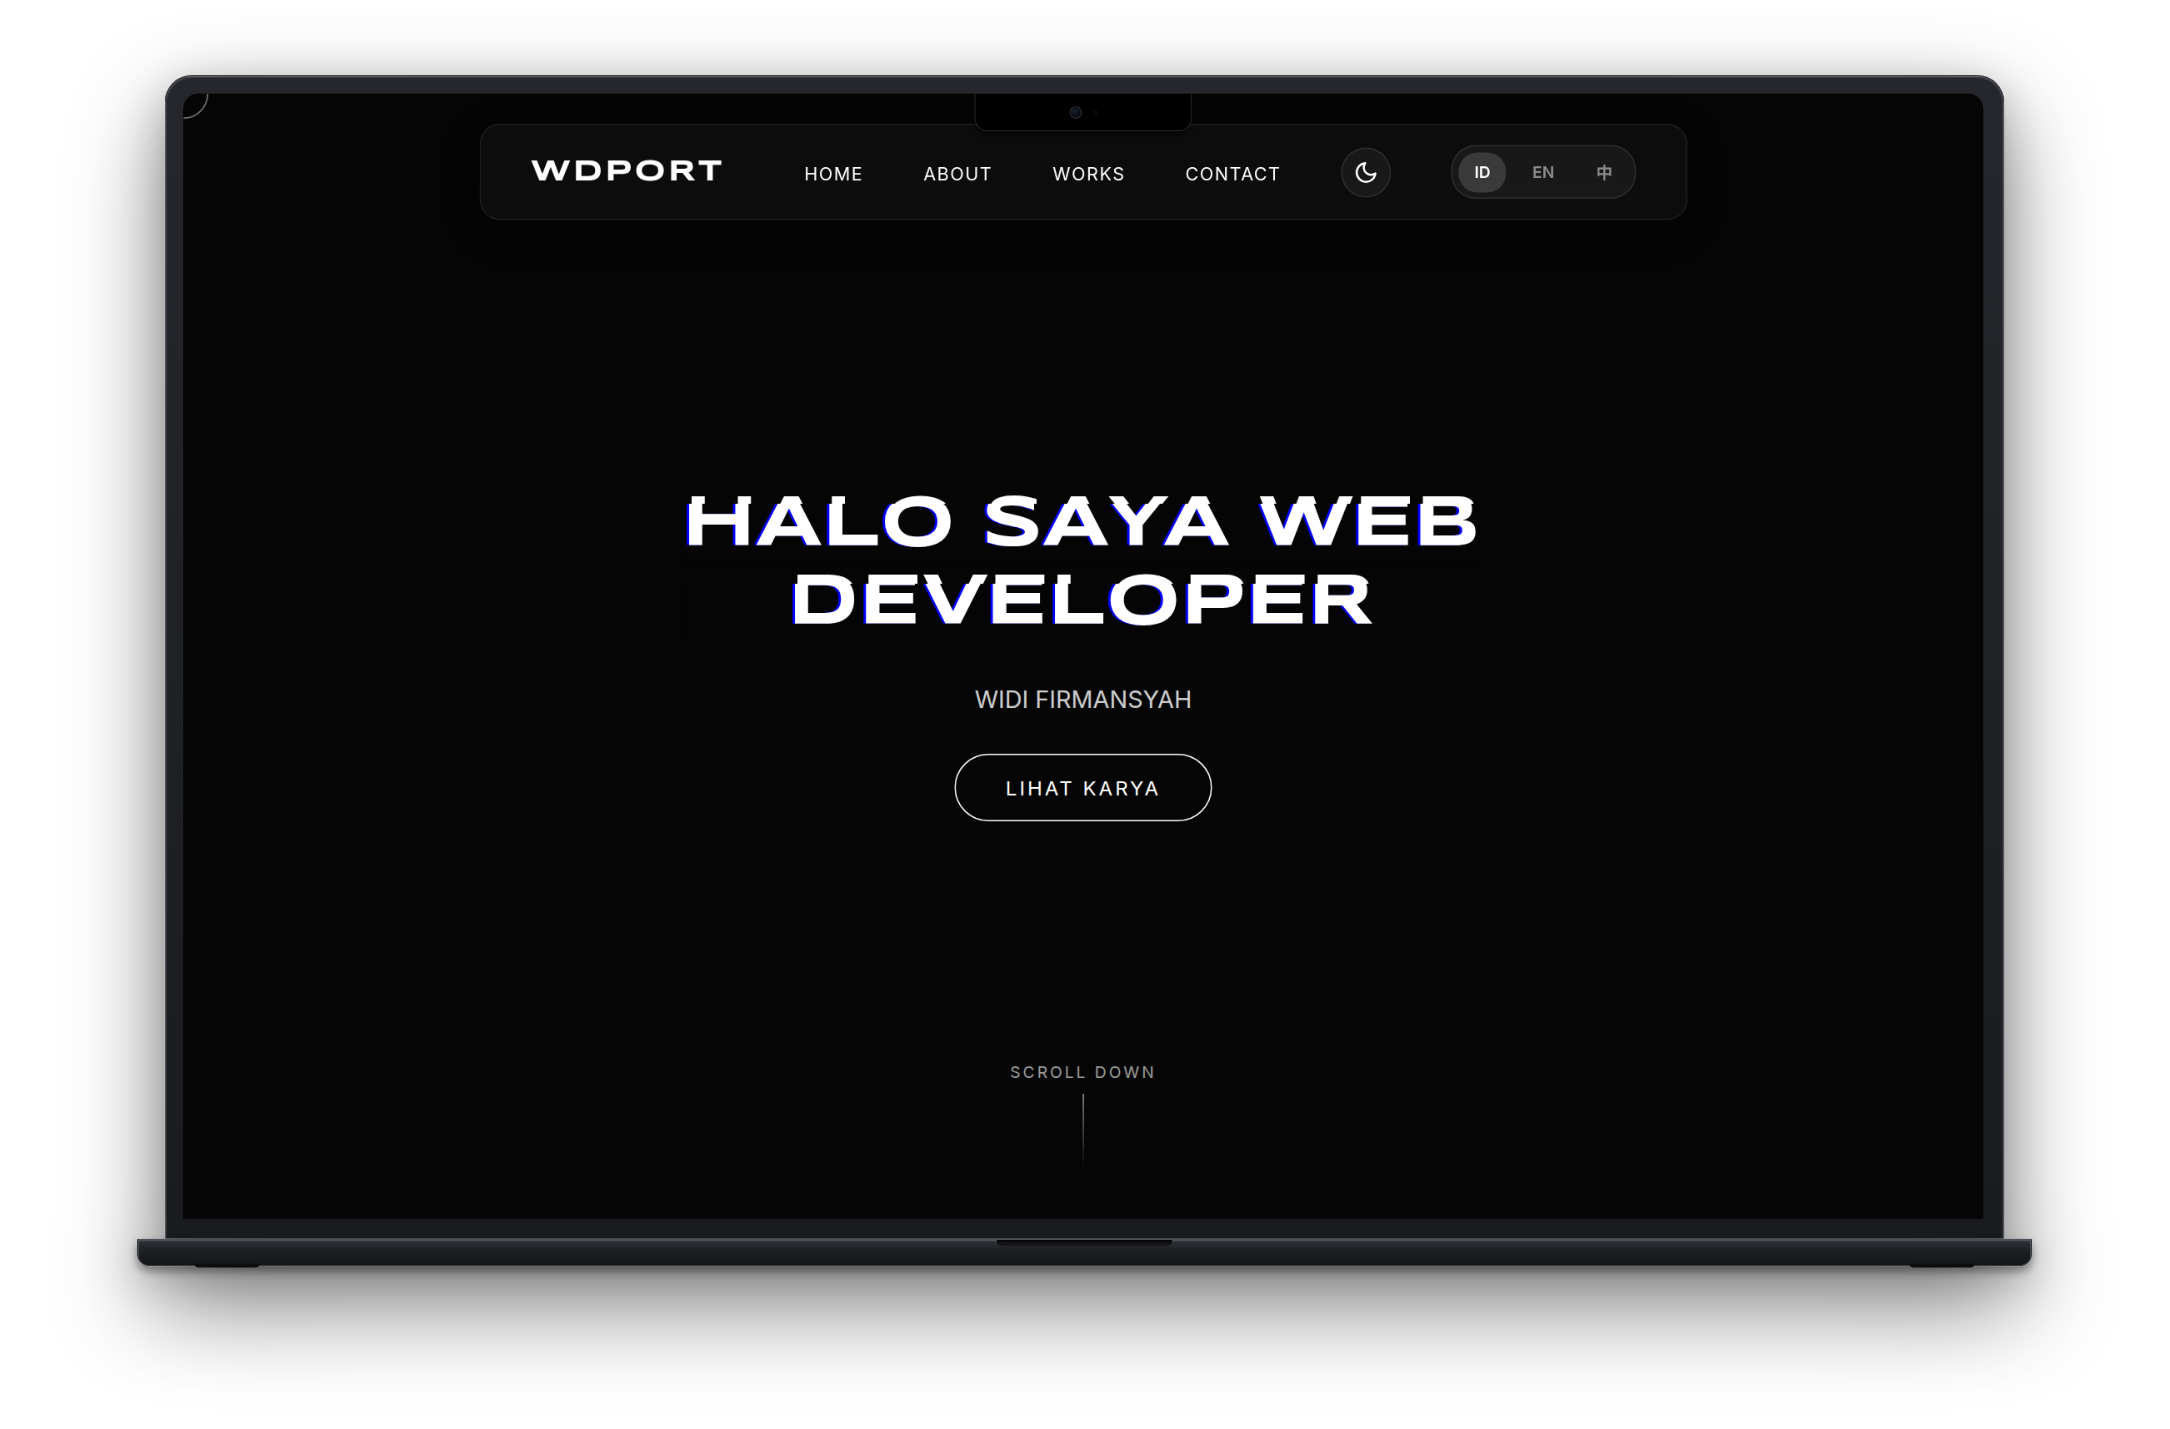 WDPORT HOME ABOUT WORKS CONTACT ID EN 中
HALO SAYA WEB
DEVELOPER
WIDI FIRMANSYAH
LIHAT KARYA
SCROLL DOWN